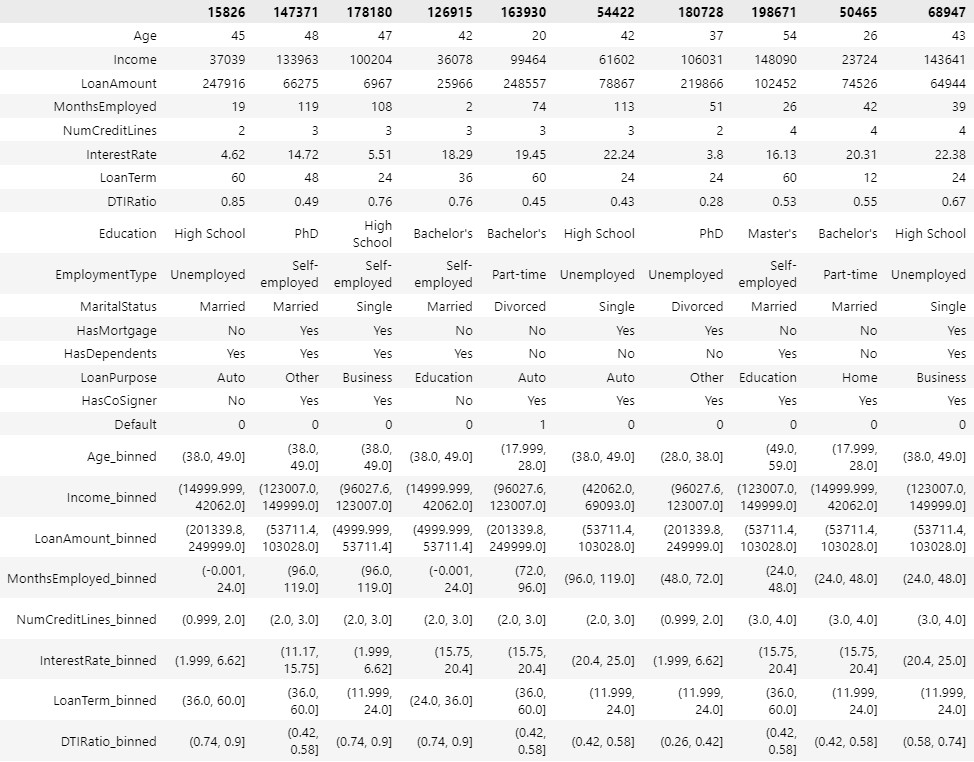 15826 147371 178180 126915 163930 54422 180728 198671 50465 68947
Age 45 48 47 42 20 42 37 54 26 43
Income 37039 133963 100204 36078 99464 61602 106031 148090 23724 143641
LoanAmount 247916 66275 6967 25966 248557 78867 219866 102452 74526 64944
MonthsEmployed 19 119 108 2 74 113 51 26 42 39
NumCreditLines 2 3 3 3 3 3 2 4 4 4
InterestRate 4.62 14.72 5.51 18.29 19.45 22.24 3.8 16.13 20.31 22.38
LoanTerm 60 48 24 36 60 24 24 60 12 24
DTIRatio 0.85 0.49 0.76 0.76 0.45 0.43 0.28 0.53 0.55 0.67
Education High School PhD High School Bachelor's Bachelor's High School PhD Master's Bachelor's High School
EmploymentType Unemployed Self-employed Self-employed Self-employed Part-time Unemployed Unemployed Self-employed Part-time Unemployed
MaritalStatus Married Married Single Married Divorced Single Divorced Married Married Single
HasMortgage No Yes Yes No No Yes Yes No No Yes
HasDependents Yes Yes Yes Yes No No No Yes No Yes
LoanPurpose Auto Other Business Education Auto Auto Other Education Home Business
HasCoSigner No Yes Yes No Yes Yes Yes Yes Yes Yes
Default 0 0 0 0 1 0 0 0 0 0
Age_binned (38.0, 49.0] (38.0, 49.0] (38.0, 49.0] (38.0, 49.0] (17.999, 28.0] (38.0, 49.0] (28.0, 38.0] (49.0, 59.0] (17.999, 28.0] (38.0, 49.0]
Income_binned (14999.999, 42062.0] (123007.0, 149999.0] (96027.6, 123007.0] (14999.999, 42062.0] (96027.6, 123007.0] (42062.0, 69093.0] (96027.6, 123007.0] (123007.0, 149999.0] (14999.999, 42062.0] (123007.0, 149999.0]
LoanAmount_binned (201339.8, 249999.0] (53711.4, 103028.0] (4999.999, 53711.4] (4999.999, 53711.4] (201339.8, 249999.0] (53711.4, 103028.0] (201339.8, 249999.0] (53711.4, 103028.0] (53711.4, 103028.0] (53711.4, 103028.0]
MonthsEmployed_binned (-0.001, 24.0] (96.0, 119.0] (96.0, 119.0] (-0.001, 24.0] (72.0, 96.0] (96.0, 119.0] (48.0, 72.0] (24.0, 48.0] (24.0, 48.0] (24.0, 48.0]
NumCreditLines_binned (0.999, 2.0] (2.0, 3.0] (2.0, 3.0] (2.0, 3.0] (2.0, 3.0] (2.0, 3.0] (0.999, 2.0] (3.0, 4.0] (3.0, 4.0] (3.0, 4.0]
InterestRate_binned (1.999, 6.62] (11.17, 15.75] (1.999, 6.62] (15.75, 20.4] (15.75, 20.4] (20.4, 25.0] (1.999, 6.62] (15.75, 20.4] (15.75, 20.4] (20.4, 25.0]
LoanTerm_binned (36.0, 60.0] (36.0, 60.0] (11.999, 24.0] (24.0, 36.0] (36.0, 60.0] (11.999, 24.0] (11.999, 24.0] (36.0, 60.0] (11.999, 24.0] (11.999, 24.0]
DTIRatio_binned (0.74, 0.9] (0.42, 0.58] (0.74, 0.9] (0.74, 0.9] (0.42, 0.58] (0.42, 0.58] (0.26, 0.42] (0.42, 0.58] (0.42, 0.58] (0.58, 0.74]